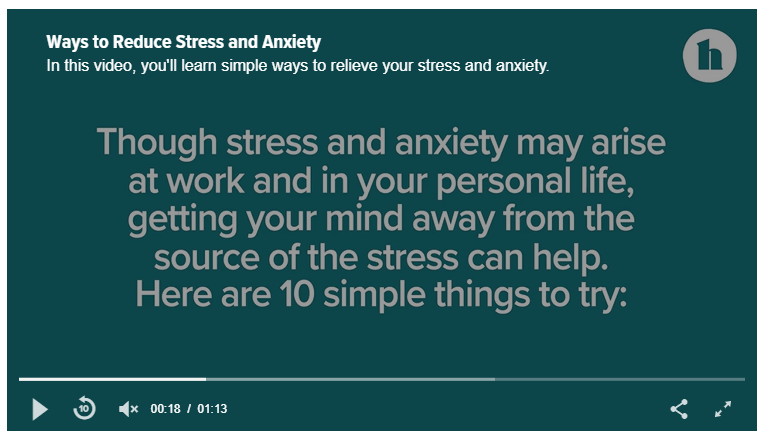 Ways to Reduce Stress and Anxiety
In this video, you'll learn simple ways to relieve your stress and anxiety.
h
Though stress and anxiety may arise
at work and in your personal life,
getting your mind away from the
source of the stress can help.
Here are 10 simple things to try:
10
00:18 / 01:13